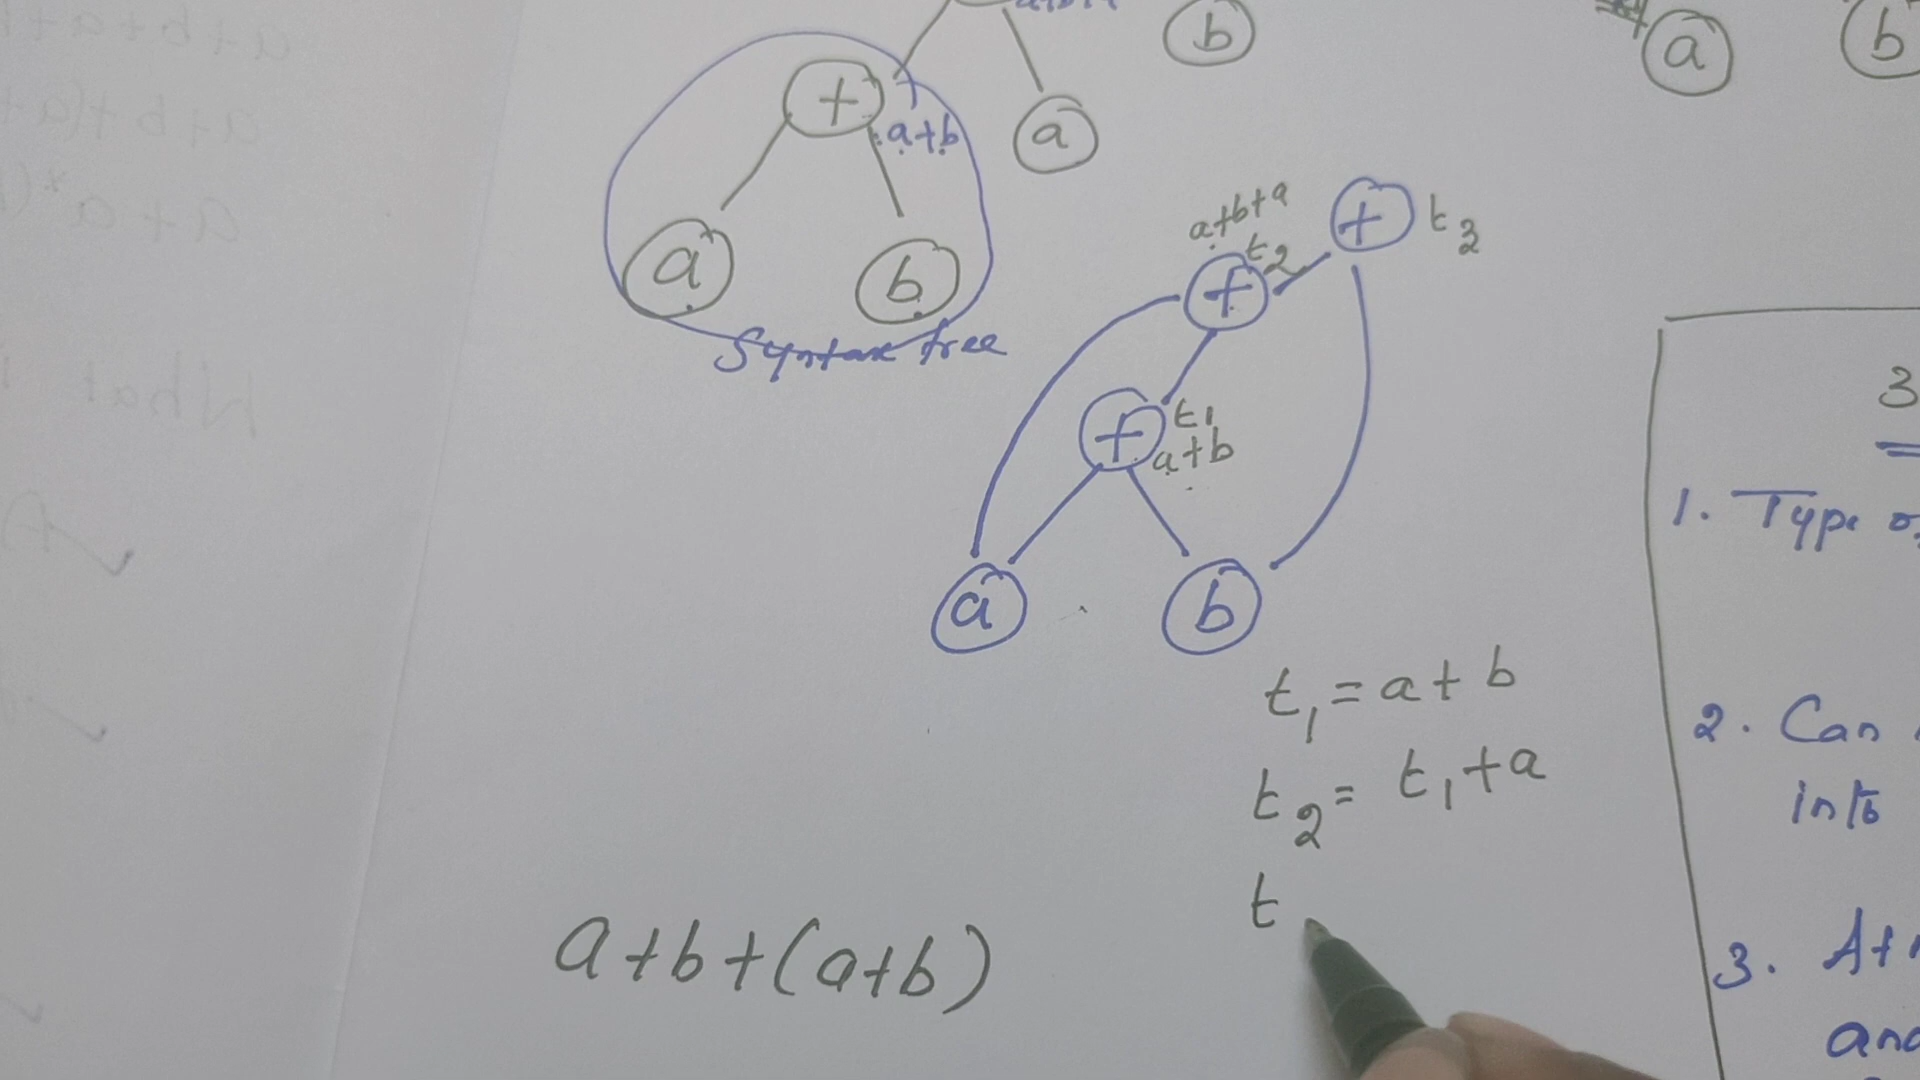 b
a
b
+
a+b
a
a+b+a
t2
+
t3
+
a
b
Syntax tree
+
t1
a+b
a
b
t1 = a + b
t2 = t1 + a
t
a+b+(a+b)
3
1. Type
2. Can
into
3.
and